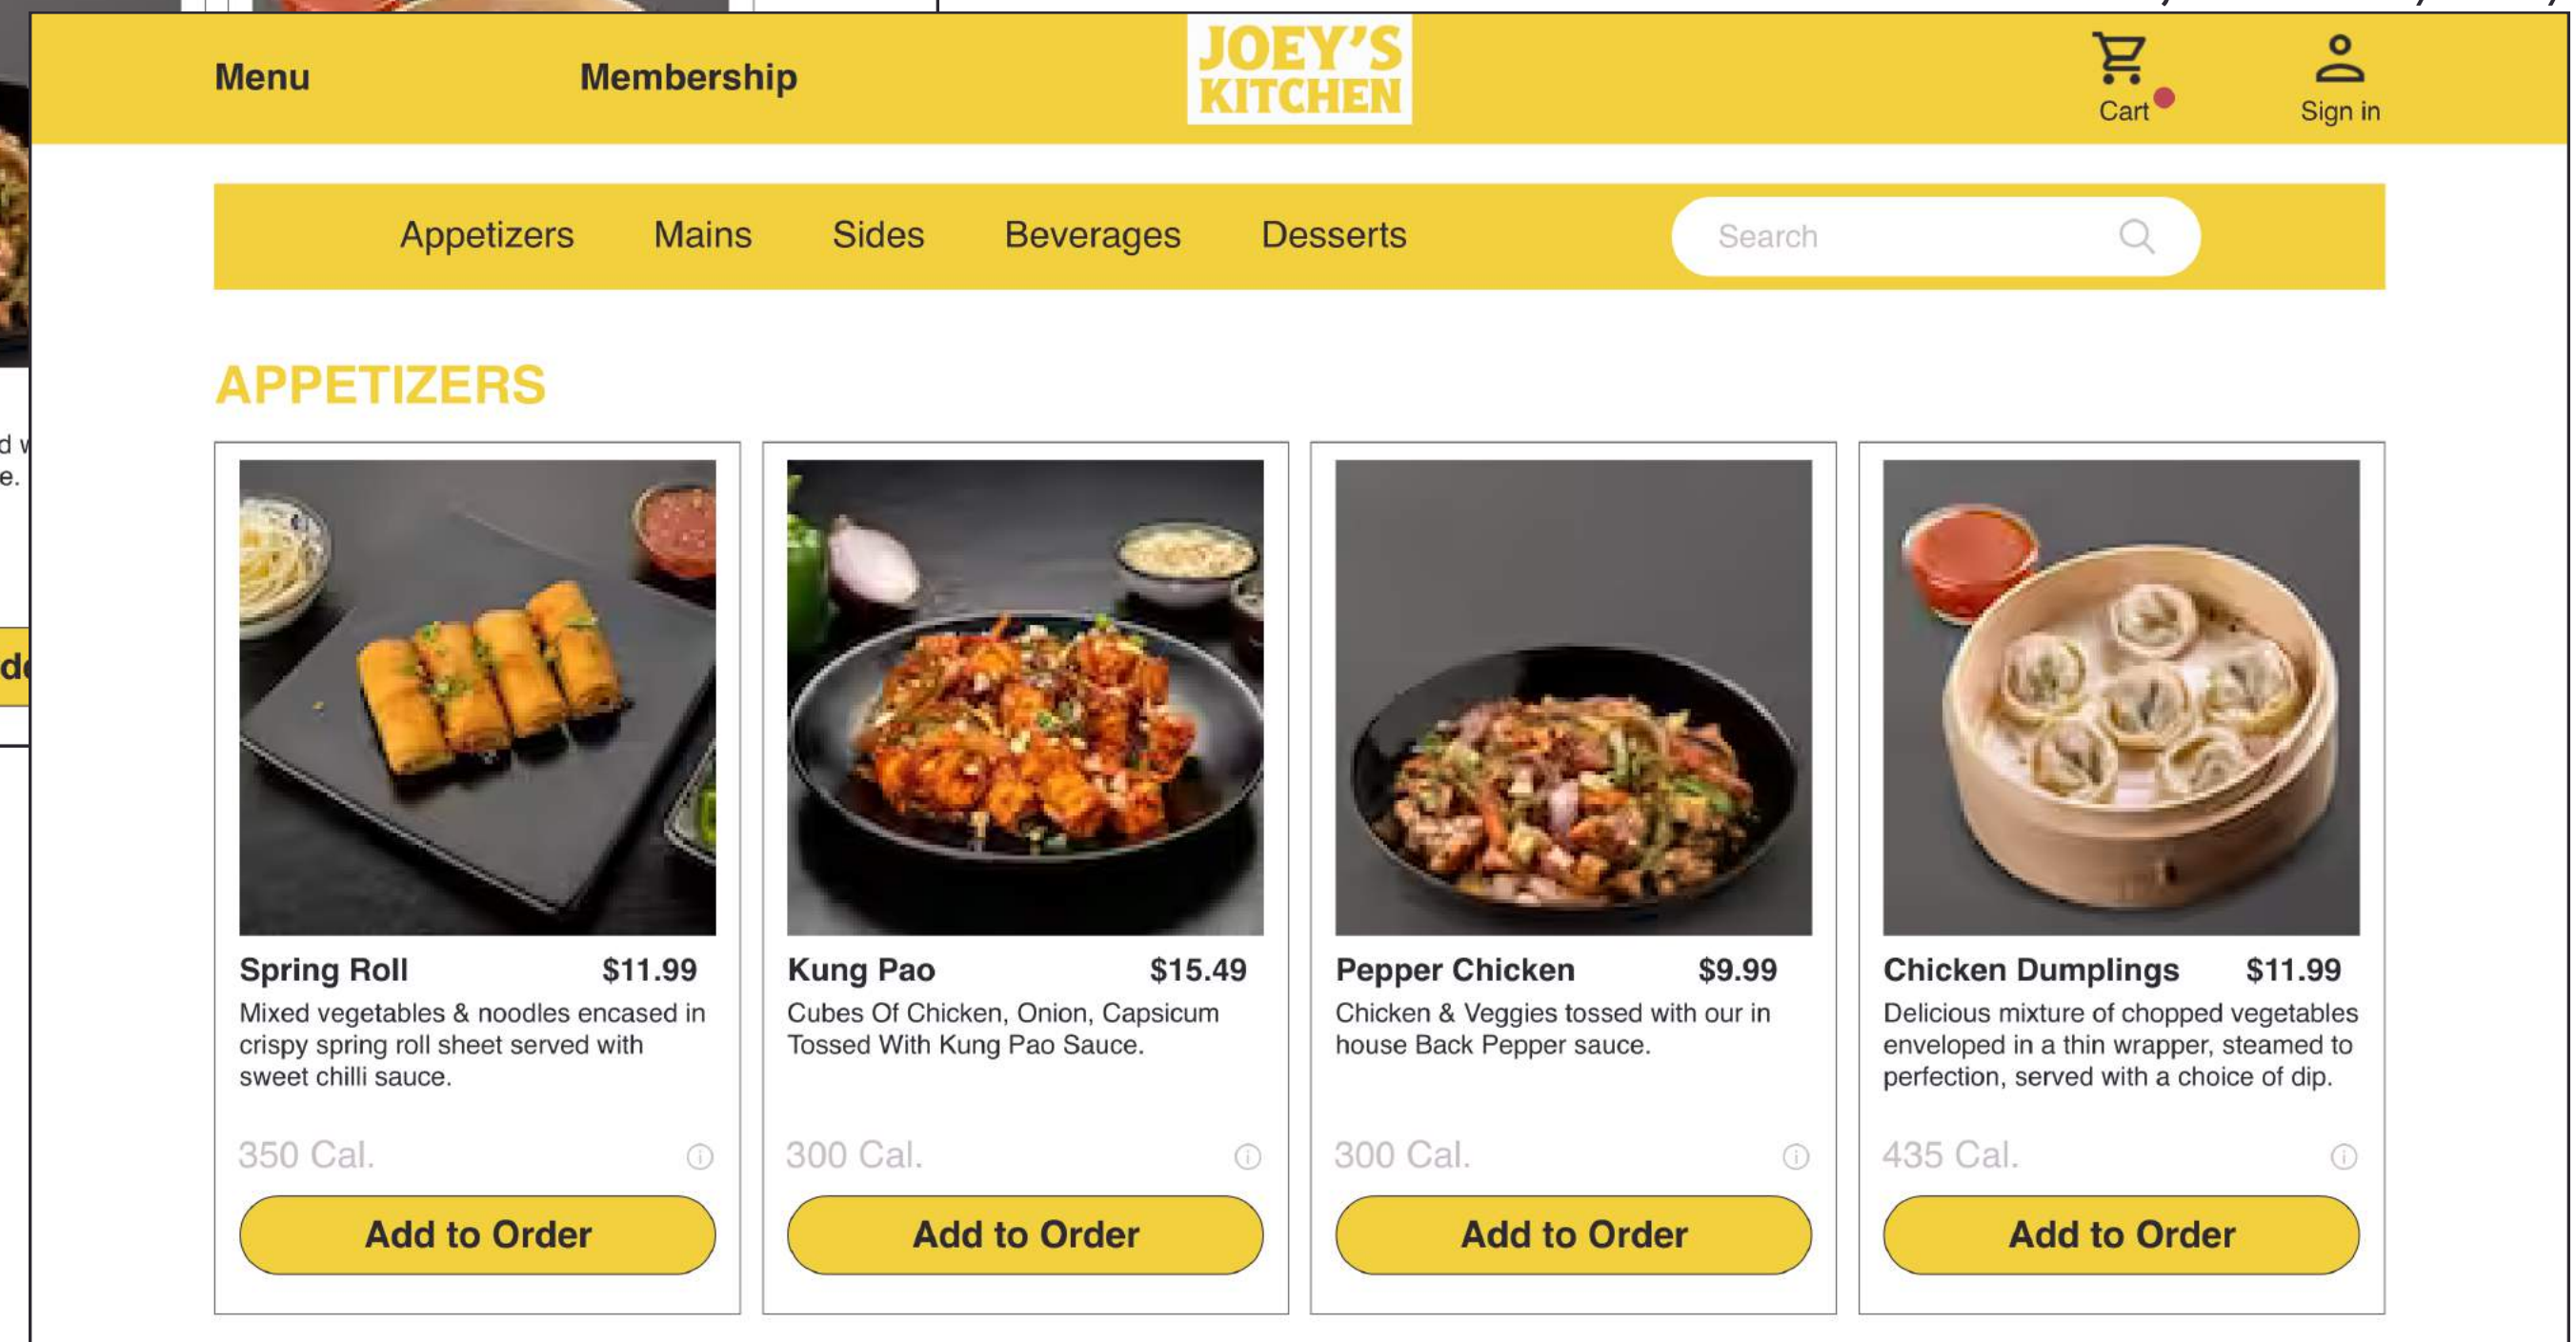 Menu
Membership
JOEY'S
KITCHEN
Cart
Sign in
Appetizers
Mains
Sides
Beverages
Desserts
Search
APPETIZERS
Spring Roll $11.99
Mixed vegetables & noodles encased in
crispy spring roll sheet served with
sweet chilli sauce.
350 Cal.
Add to Order
Kung Pao $15.49
Cubes Of Chicken, Onion, Capsicum
Tossed With Kung Pao Sauce.
300 Cal.
Add to Order
Pepper Chicken $9.99
Chicken & Veggies tossed with our in
house Back Pepper sauce.
300 Cal.
Add to Order
Chicken Dumplings $11.99
Delicious mixture of chopped vegetables
enveloped in a thin wrapper, steamed to
perfection, served with a choice of dip.
435 Cal.
Add to Order